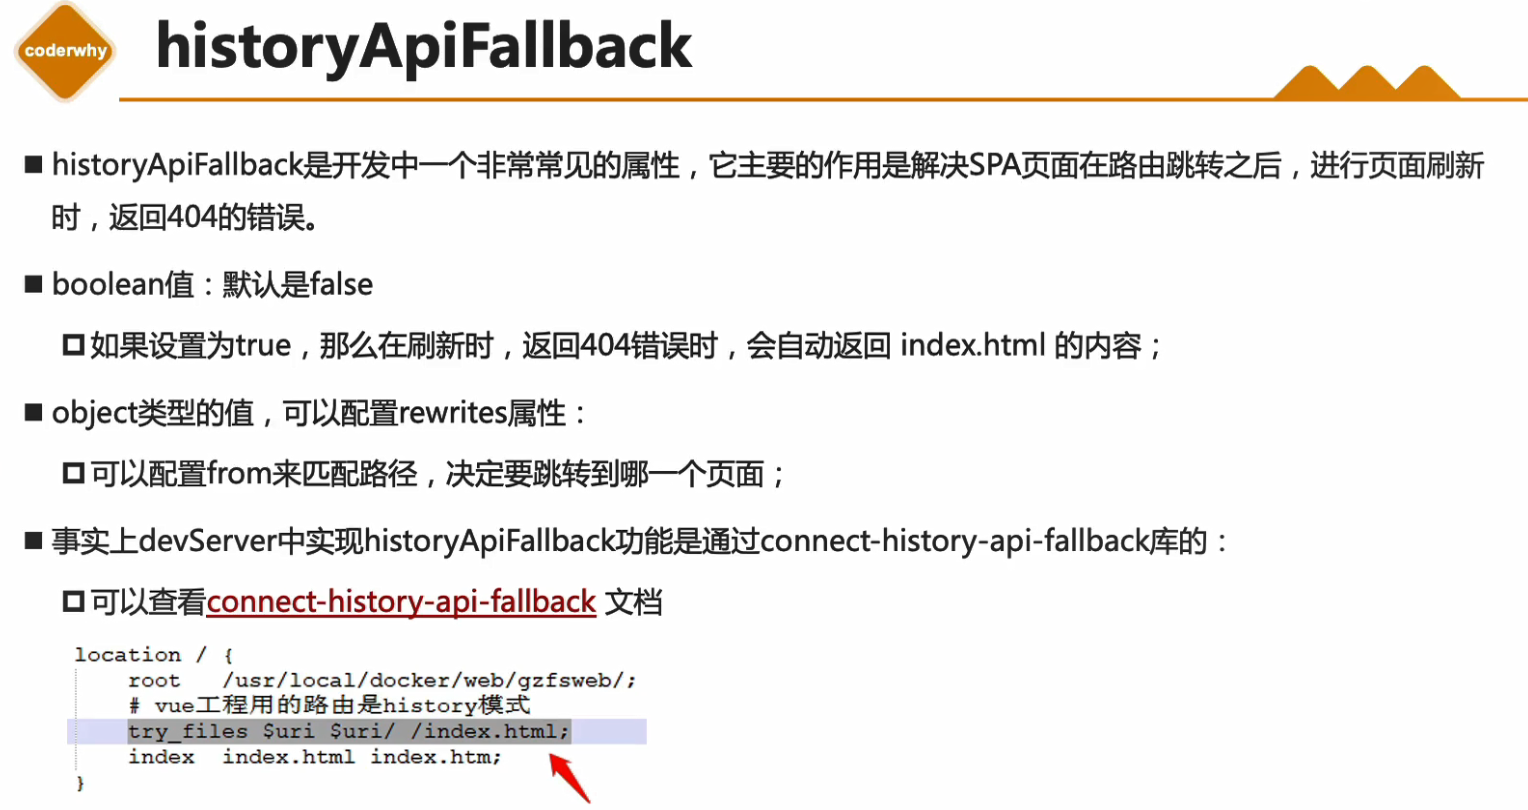 coderwhy
historyApiFallback
historyApiFallback是开发中一个非常常见的属性，它主要的作用是解决SPA页面在路由跳转之后，进行页面刷新
时，返回404的错误。
boolean值：默认是false
如果设置为true，那么在刷新时，返回404错误时，会自动返回 index.html 的内容；
object类型的值，可以配置rewrites属性：
可以配置from来匹配路径，决定要跳转到哪一个页面；
事实上devServer中实现historyApiFallback功能是通过connect-history-api-fallback库的：
可以查看connect-history-api-fallback 文档
location / {
root /usr/local/docker/web/gzfsweb/;
# vue工程用的路由是history模式
try_files $uri $uri/ /index.html;
index index.html index.htm;
}